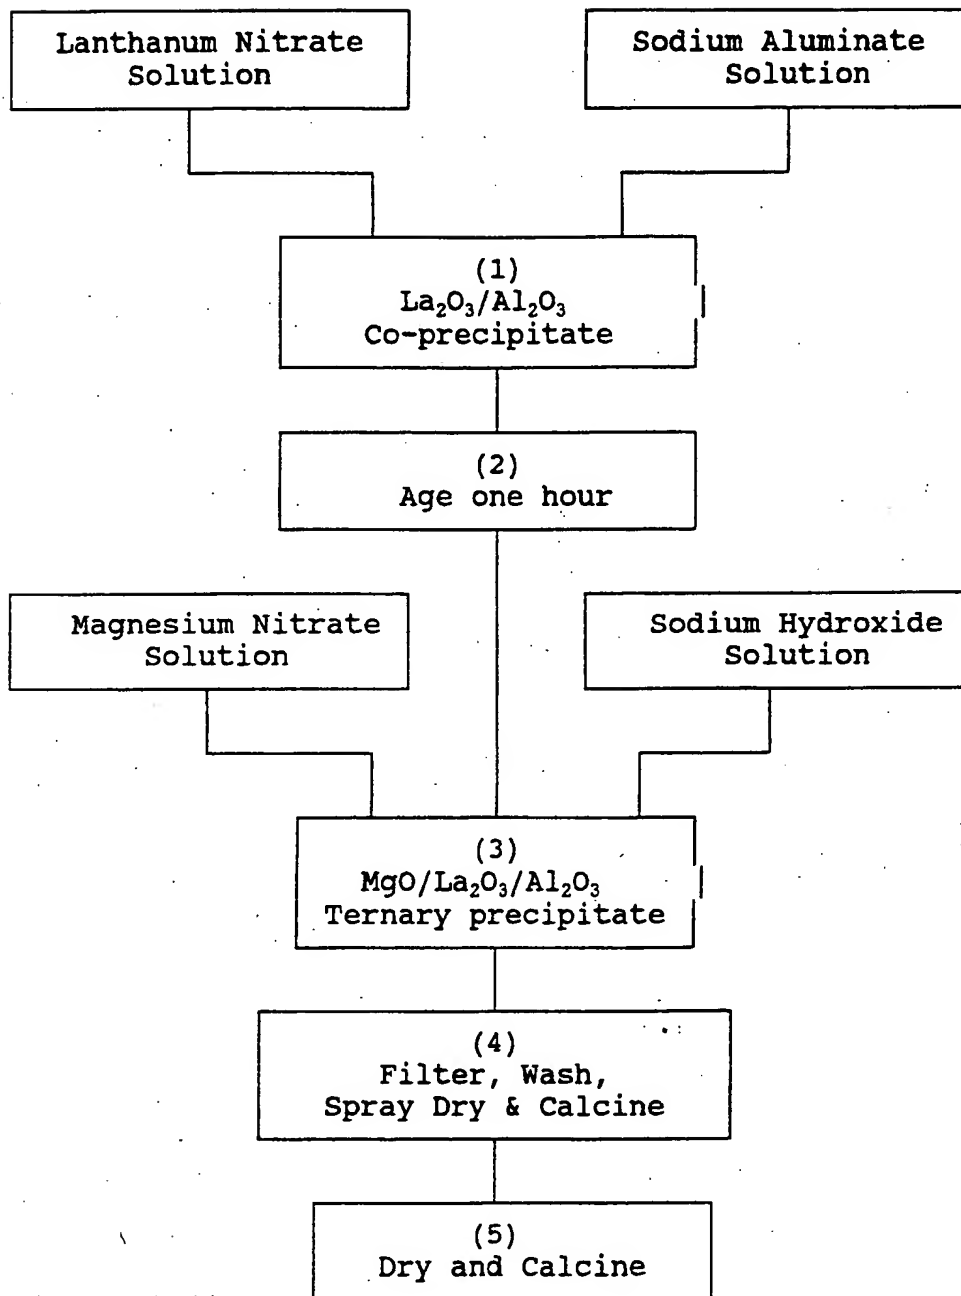 Lanthanum Nitrate
Solution
Sodium Aluminate
Solution
(1)
La₂O₃/Al₂O₃
Co-precipitate
(2)
Age one hour
Magnesium Nitrate
Solution
Sodium Hydroxide
Solution
(3)
MgO/La₂O₃/Al₂O₃
Ternary precipitate
(4)
Filter, Wash,
Spray Dry & Calcine
(5)
Dry and Calcine